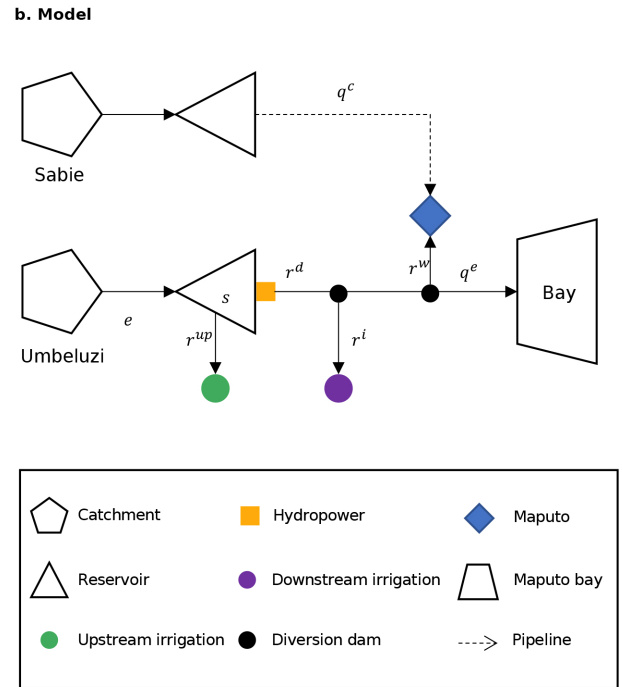 b. Model
q^c
Sabie
r^d
r^w
q^e
s
Bay
e
r^up
r^i
Umbeluzi
Catchment
Hydropower
Maputo
Reservoir
Downstream irrigation
Maputo bay
Upstream irrigation
Diversion dam
Pipeline